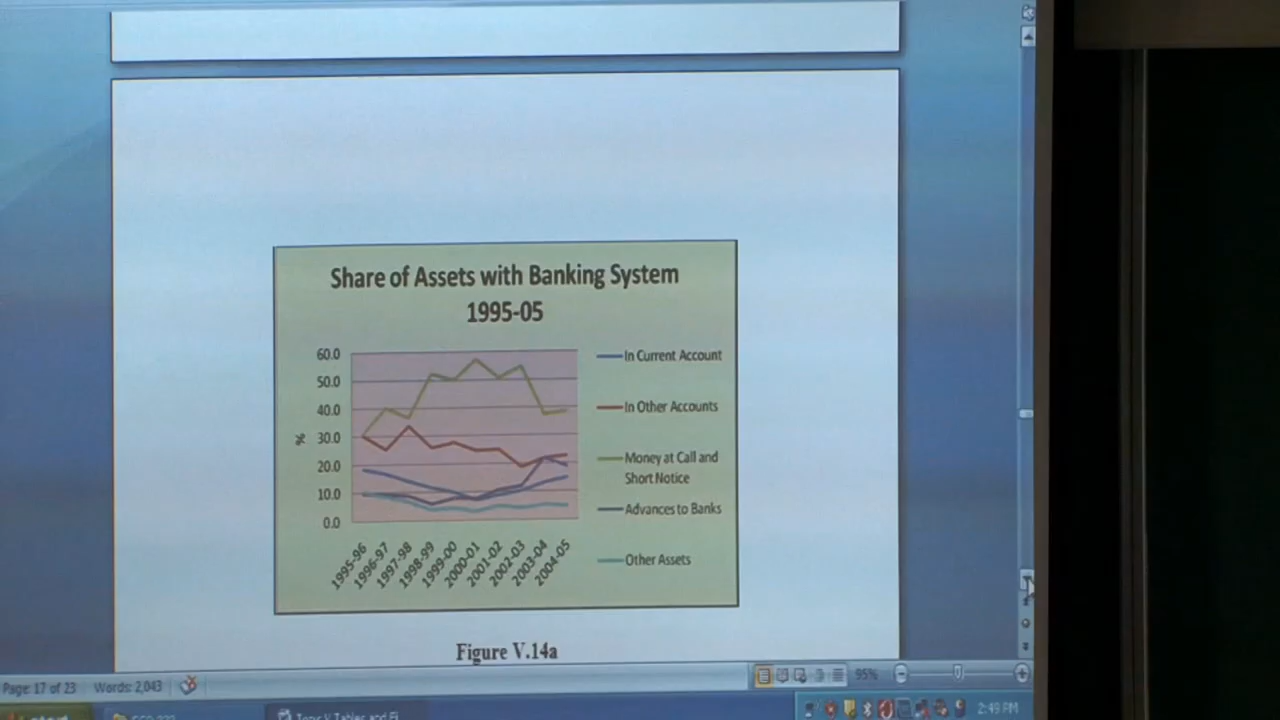 Share of Assets with Banking System
1995-05
60.0
50.0
40.0
30.0
20.0
10.0
0.0
%
1995-96
1996-97
1997-98
1998-99
1999-00
2000-01
2001-02
2002-03
2003-04
2004-05
In Current Account
In Other Accounts
Money at Call and
Short Notice
Advances to Banks
Other Assets
Figure V.14a
Page: 17 of 23 Words: 2,043
95%
2:49 PM